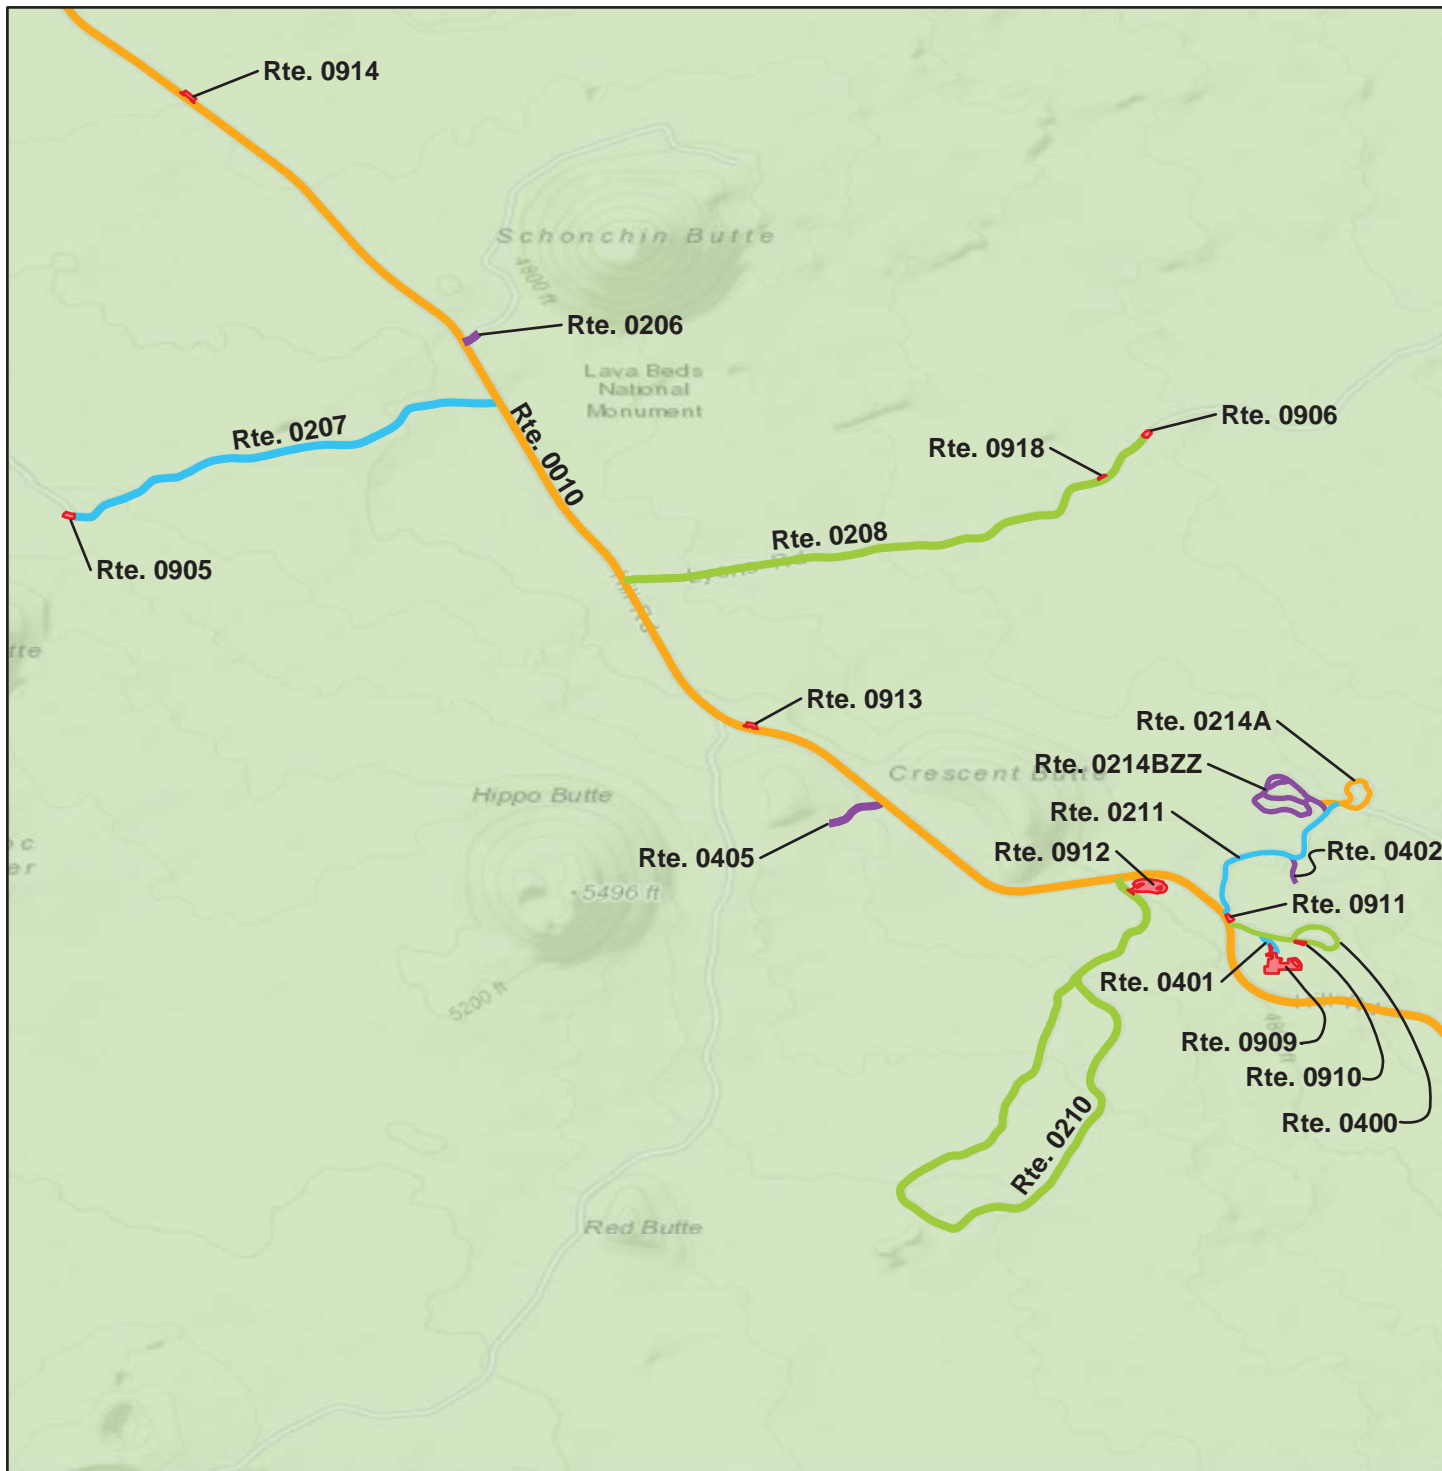 Rte. 0914
Schonchin Butte
4800 ft
Rte. 0206
Lava Beds
National
Monument
Rte. 0207
Rte. 0010
Rte. 0906
Rte. 0918
Rte. 0208
Rte. 0905
Rte. 0913
Rte. 0214A
Crescent Butte
Rte. 0214BZZ
Hippo Butte
Rte. 0211
Rte. 0405
Rte. 0912
Rte. 0402
5496 ft
Rte. 0911
Rte. 0401
5200 ft
Rte. 0909
Rte. 0910
Rte. 0400
Rte. 0210
Red Butte